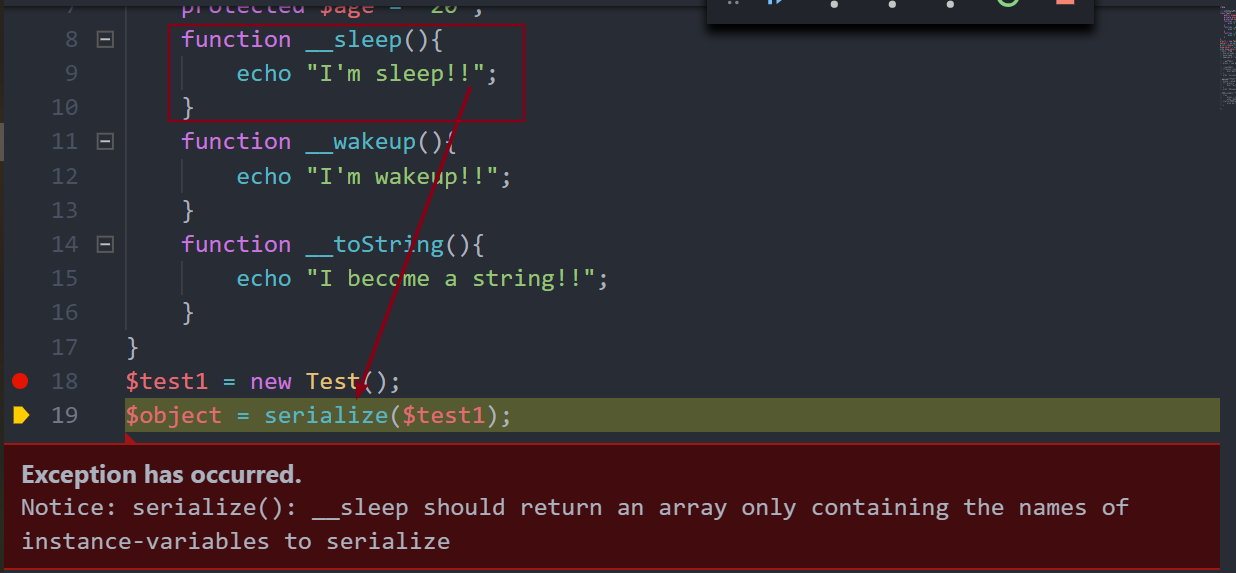 7 protected $age = "20";
8 function __sleep(){
9 echo "I'm sleep!!";
10 }
11 function __wakeup(){
12 echo "I'm wakeup!!";
13 }
14 function __toString(){
15 echo "I become a string!!";
16 }
17 }
18 $test1 = new Test();
19 $object = serialize($test1);
Exception has occurred.
Notice: serialize(): __sleep should return an array only containing the names of
instance-variables to serialize